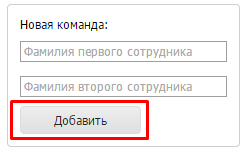 Новая команда:
Фамилия первого сотрудника
Фамилия второго сотрудника
Добавить